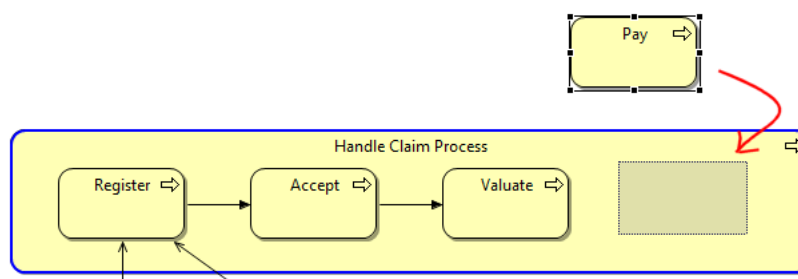 Pay
Handle Claim Process
Register
Accept
Valuate